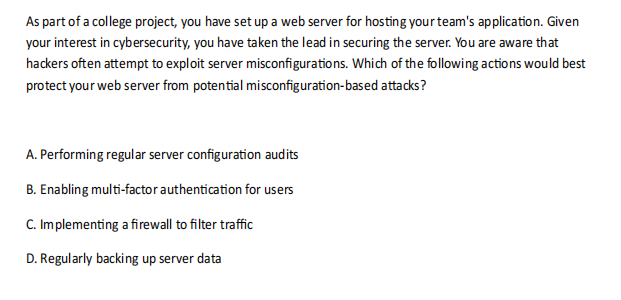 As part of a college project, you have set up a web server for hosting your team's application. Given
your interest in cybersecurity, you have taken the lead in securing the server. You are aware that
hackers often attempt to exploit server misconfigurations. Which of the following actions would best
protect your web server from potential misconfiguration-based attacks?
A. Performing regular server configuration audits
B. Enabling multi-factor authentication for users
C. Implementing a firewall to filter traffic
D. Regularly backing up server data